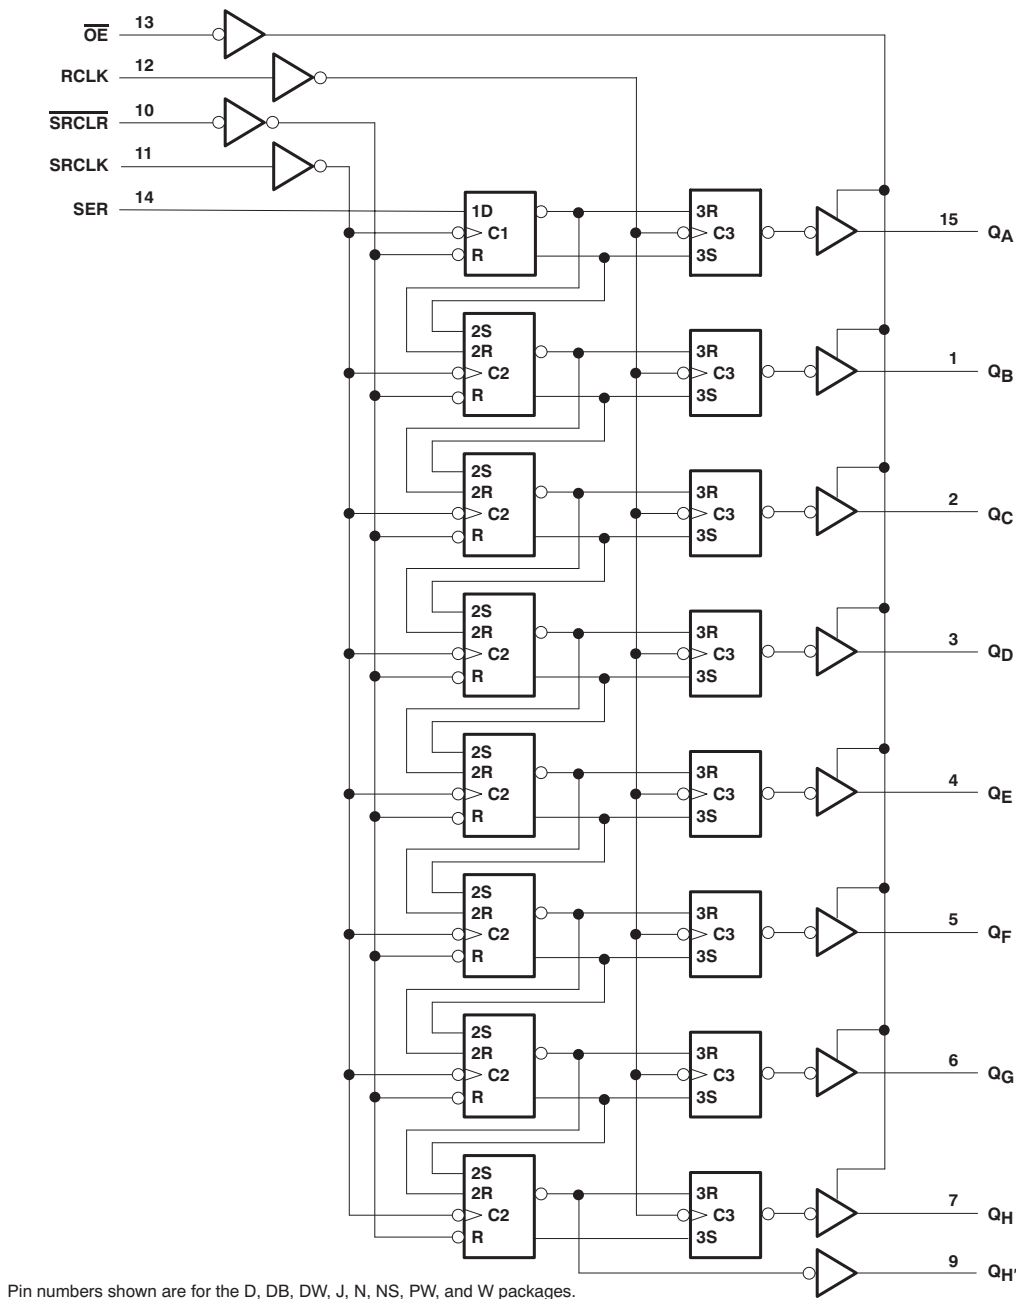 OE 13
RCLK 12
SRCLR 10
SRCLK 11
SER 14
1D 3R
C1 C3 15 QA
R 3S
2S
2R 3R
C2 C3 1 QB
R 3S
2S
2R 3R
C2 C3 2 QC
R 3S
2S
2R 3R
C2 C3 3 QD
R 3S
2S
2R 3R
C2 C3 4 QE
R 3S
2S
2R 3R
C2 C3 5 QF
R 3S
2S
2R 3R
C2 C3 6 QG
R 3S
2S
2R 3R
C2 C3 7 QH
R 3S
9 QH'
Pin numbers shown are for the D, DB, DW, J, N, NS, PW, and W packages.